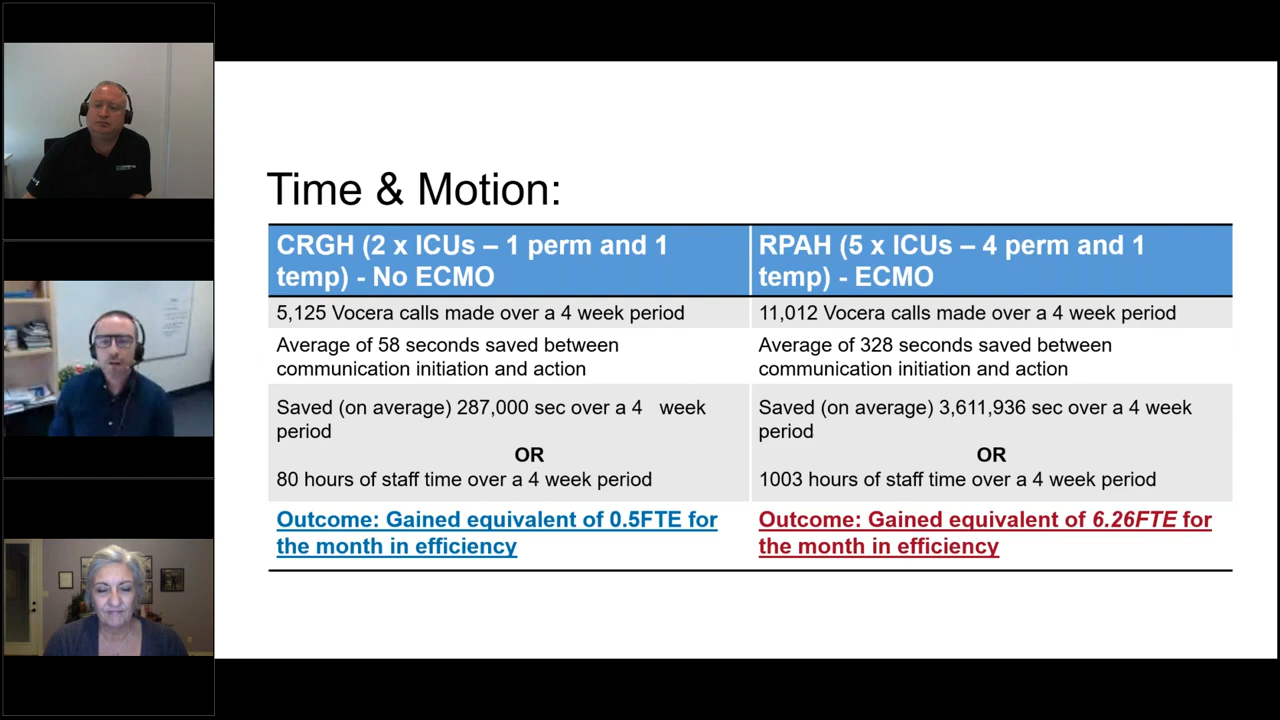 Time & Motion:
CRGH (2 x ICUs – 1 perm and 1
temp) - No ECMO
RPAH (5 x ICUs – 4 perm and 1
temp) - ECMO
5,125 Vocera calls made over a 4 week period
11,012 Vocera calls made over a 4 week period
Average of 58 seconds saved between
communication initiation and action
Average of 328 seconds saved between
communication initiation and action
Saved (on average) 287,000 sec over a 4 week
period
OR
80 hours of staff time over a 4 week period
Saved (on average) 3,611,936 sec over a 4 week
period
OR
1003 hours of staff time over a 4 week period
Outcome: Gained equivalent of 0.5FTE for
the month in efficiency
Outcome: Gained equivalent of 6.26FTE for
the month in efficiency